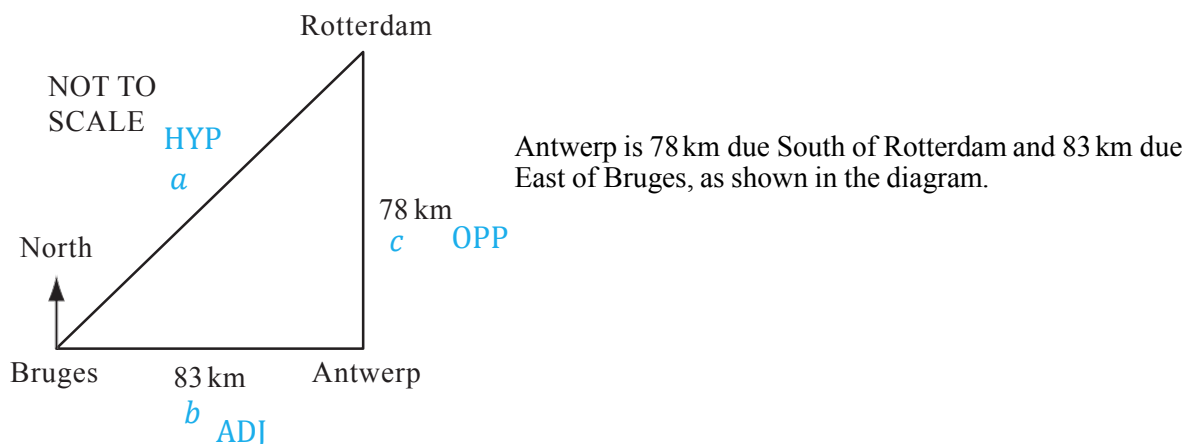 Rotterdam
NOT TO
SCALE
HYP
a
Antwerp is 78 km due South of Rotterdam and 83 km due
East of Bruges, as shown in the diagram.
78 km
c OPP
North
Bruges
83 km
Antwerp
b
ADJ